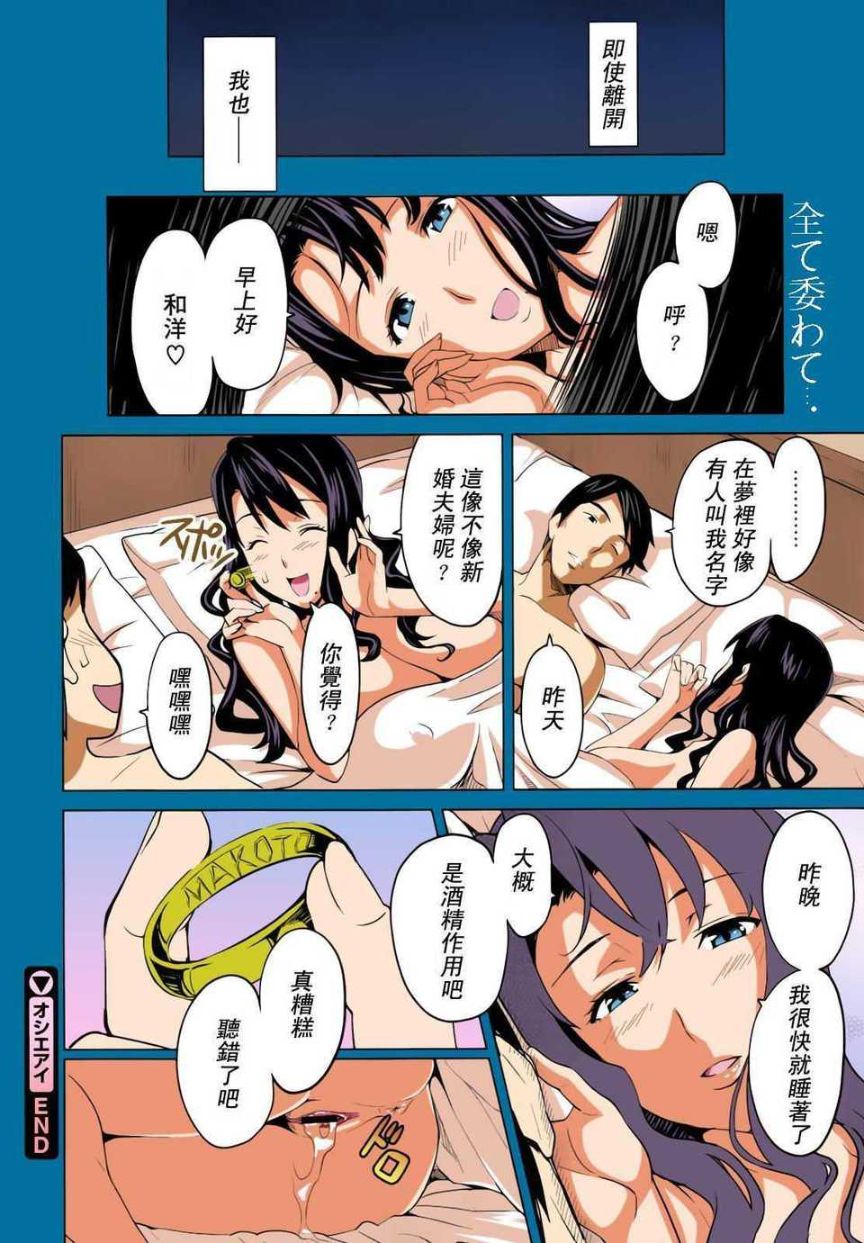 即使離開
我也——
全て委わて‥‥.
嗯
呼？
早上好
和洋♡
…………
在夢裡好像
有人叫我名字
昨天
這像不像新
婚夫婦呢？
スポッ
你覺得？
嘿嘿嘿
昨晚
我很快就睡著了
大概
是酒精作用吧
MAKOTO
真糟糕
聽錯了吧
ドロ
オシエアイ
END